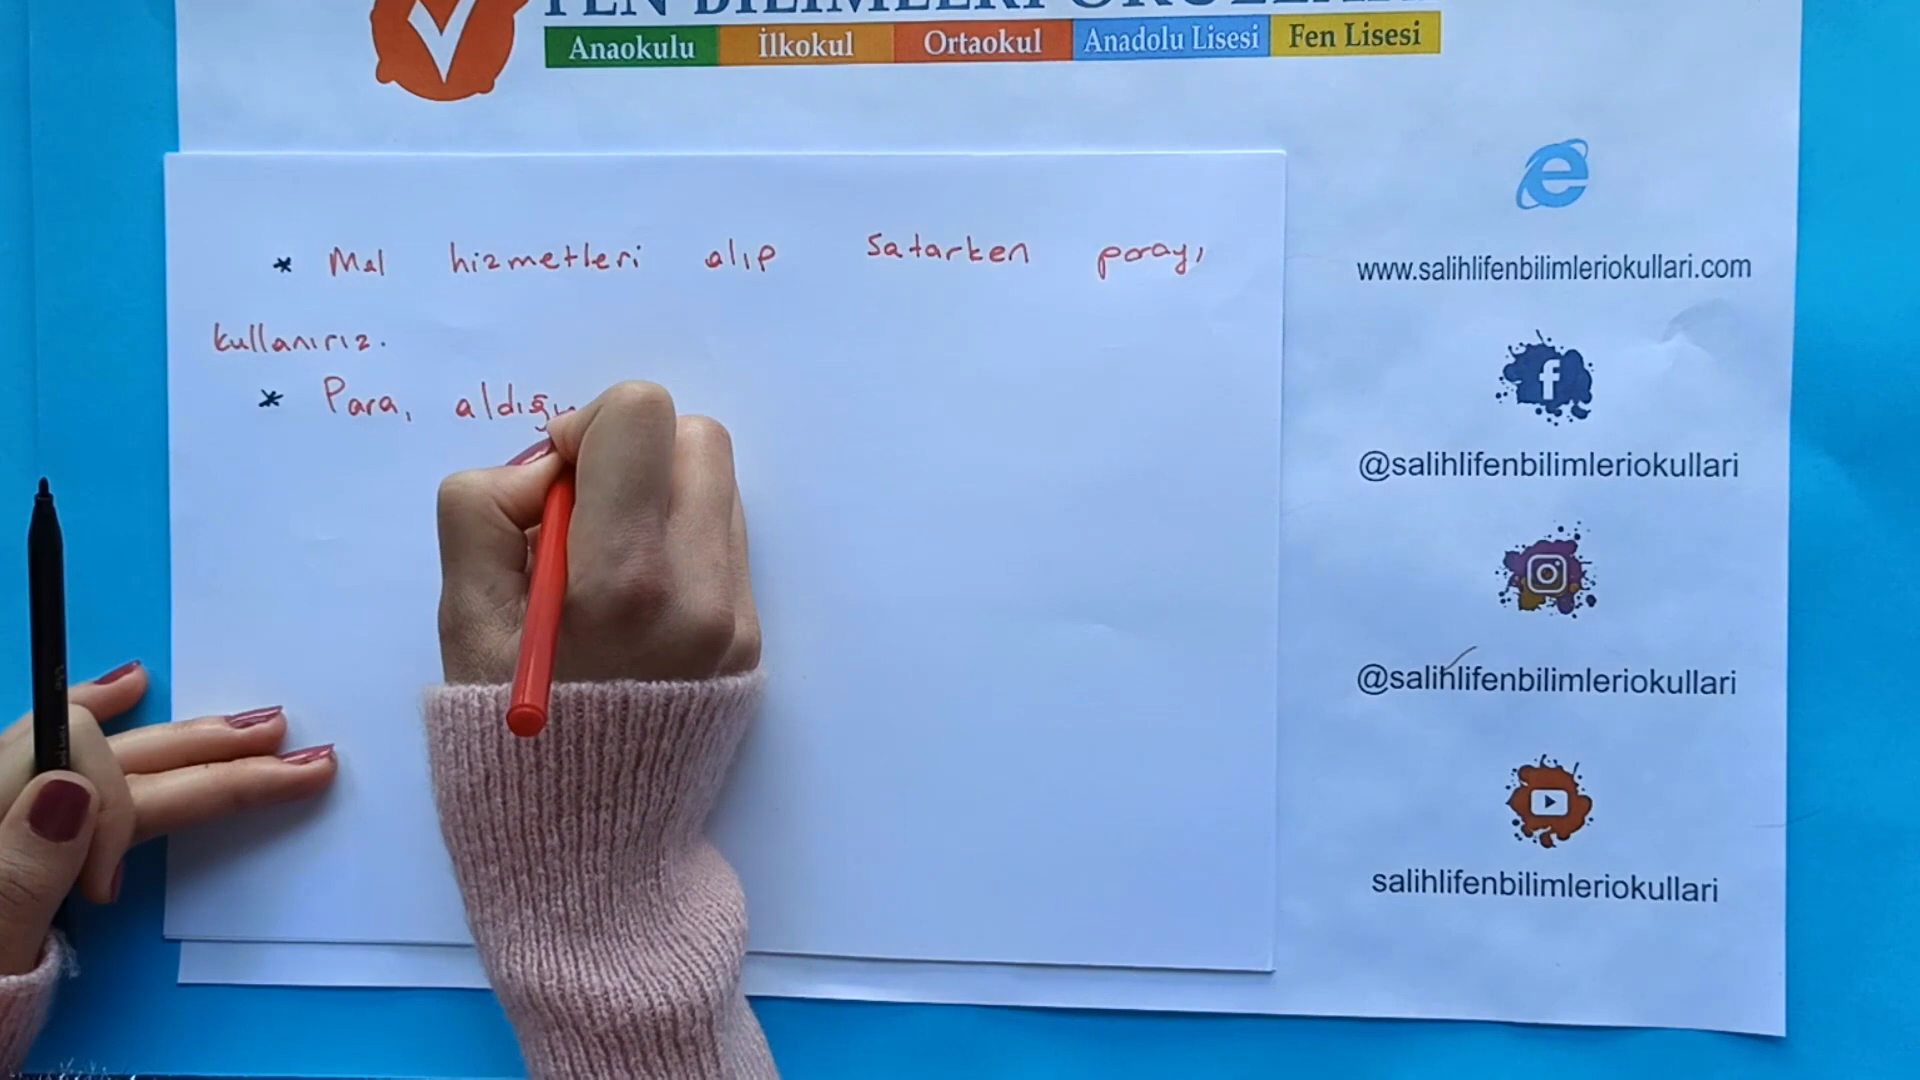 FEN BİLİMLERİ OKULLARI
Anaokulu İlkokul Ortaokul Anadolu Lisesi Fen Lisesi
* Mal hizmetleri alıp satarken parayı
kullanırız.
* Para,
www.salihlifenbilimleriokullari.com
@salihlifenbilimleriokullari
@salihlifenbilimleriokullari
salihlifenbilimleriokullari